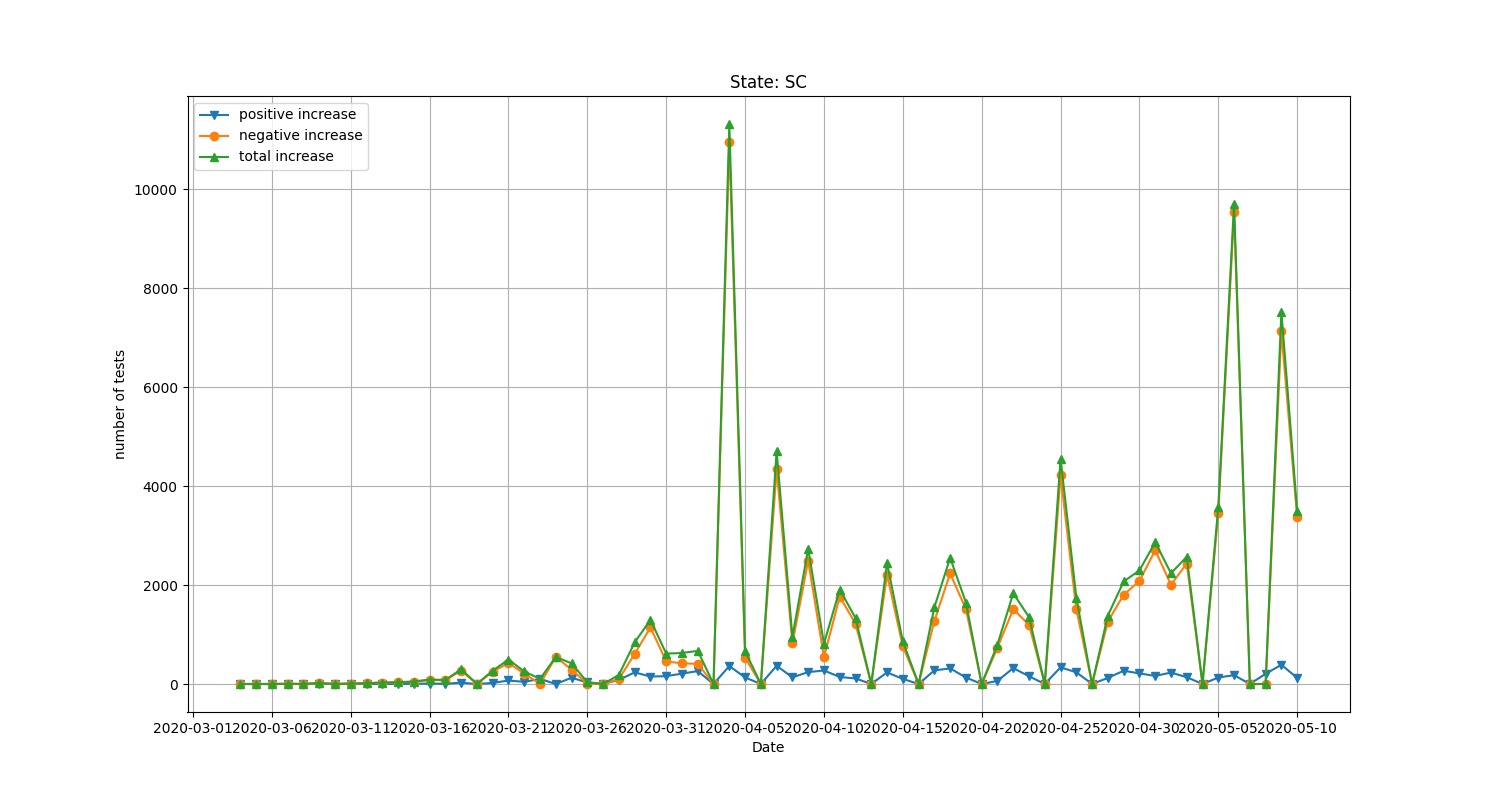 State: SC
positive increase
negative increase
total increase
10000
8000
6000
4000
2000
0
number of tests
2020-03-01 2020-03-06 2020-03-11 2020-03-16 2020-03-21 2020-03-26 2020-03-31 2020-04-05 2020-04-10 2020-04-15 2020-04-20 2020-04-25 2020-04-30 2020-05-05 2020-05-10
Date